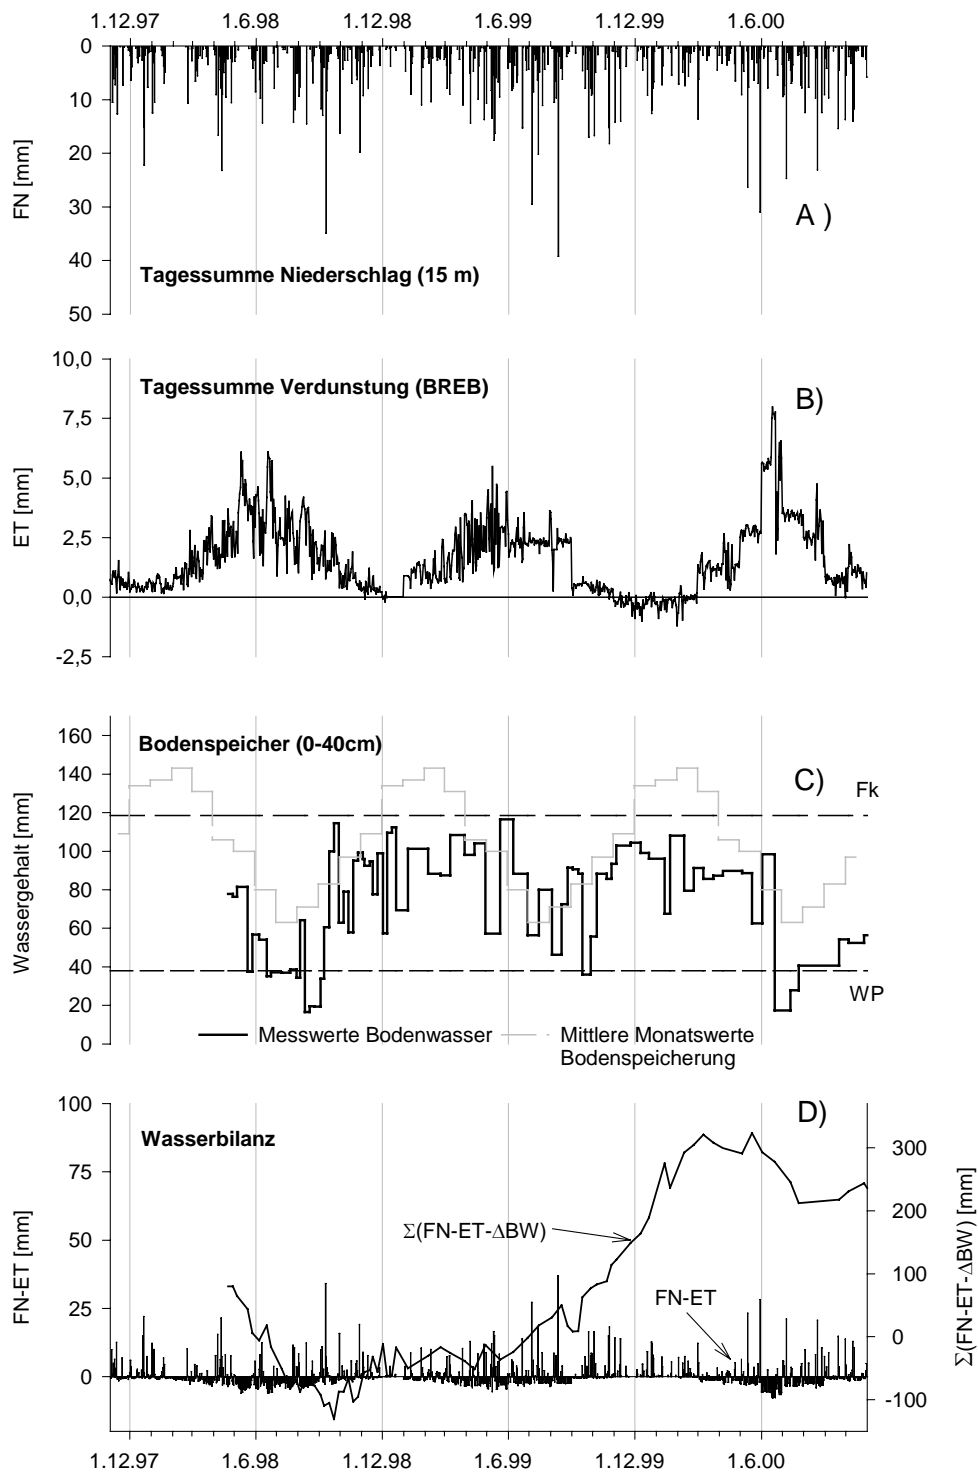 1.12.97 1.6.98 1.12.98 1.6.99 1.12.99 1.6.00
0
10
20
30
40
50
FN [mm]
A )
Tagessumme Niederschlag (15 m)
10,0
7,5
5,0
2,5
0,0
-2,5
ET [mm]
Tagessumme Verdunstung (BREB)
B)
160
140
120
100
80
60
40
20
0
Wassergehalt [mm]
Bodenspeicher (0-40cm)
C)
Fk
WP
Messwerte Bodenwasser
Mittlere Monatswerte
Bodenspeicherung
100
75
50
25
0
FN-ET [mm]
Wasserbilanz
D)
Σ(FN-ET-ΔBW)
FN-ET
300
200
100
0
-100
Σ(FN-ET-ΔBW) [mm]
1.12.97 1.6.98 1.12.98 1.6.99 1.12.99 1.6.00